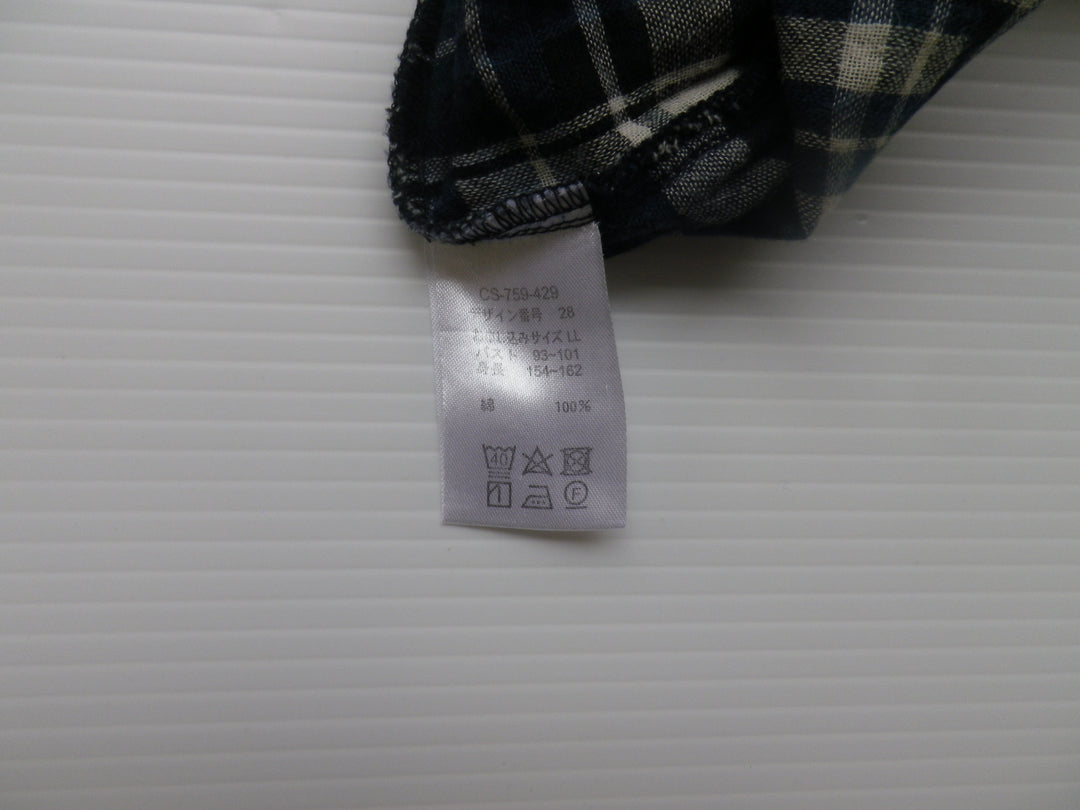 CS-759-429
デザイン番号 28
お申し込みサイズ LL
バスト 93~101
身長 154~162
綿 100%
40
F